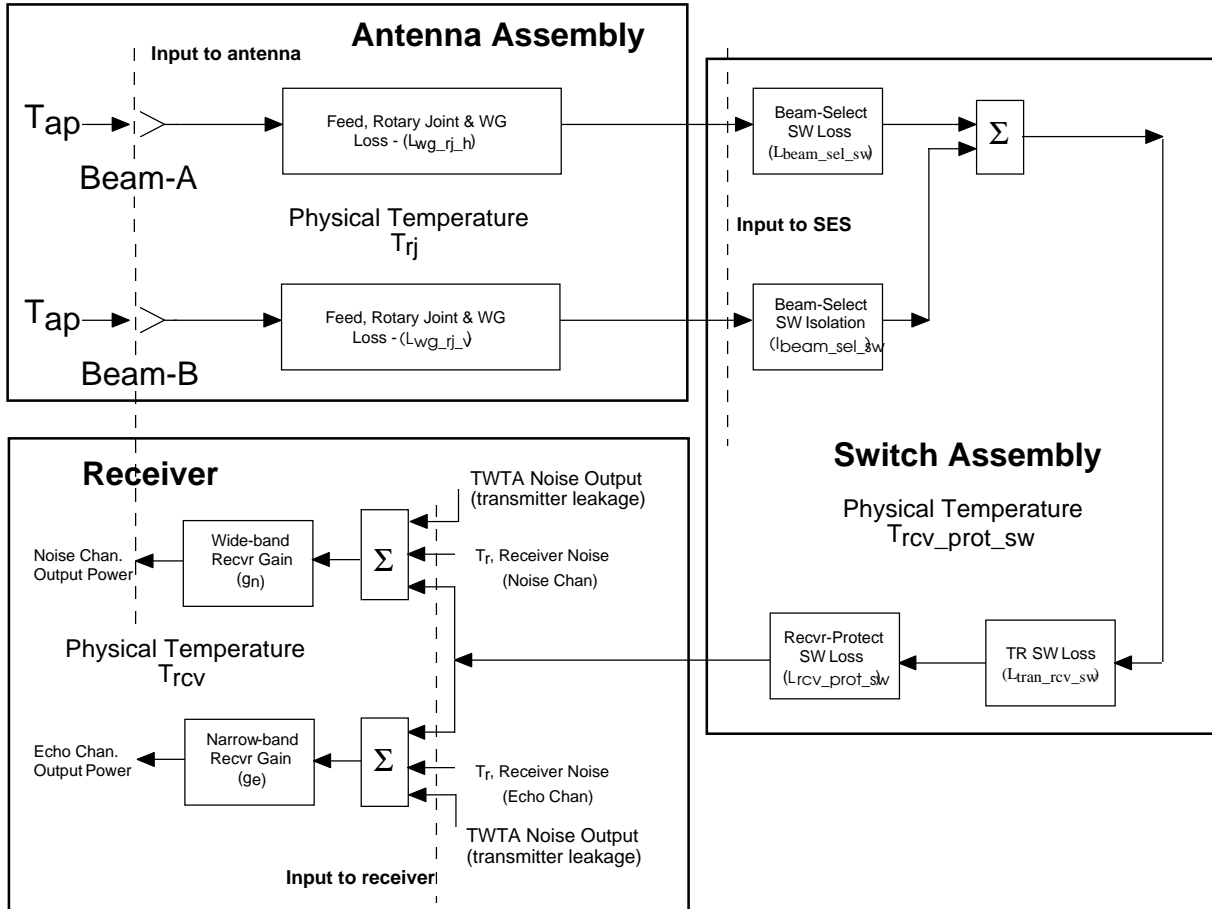 Antenna Assembly
Input to antenna
Tap
Beam-A
Feed, Rotary Joint & WG
Loss - (Lwg_rj_h)
Physical Temperature
Trj
Tap
Beam-B
Feed, Rotary Joint & WG
Loss - (Lwg_rj_v)
Beam-Select
SW Loss
(Lbeam_sel_sw)
Σ
Input to SES
Beam-Select
SW Isolation
(Ibeam_sel_sw)
Switch Assembly
Physical Temperature
Trcv_prot_sw
Recvr-Protect
SW Loss
(Lrcv_prot_sw)
TR SW Loss
(Ltran_rcv_sw)
Receiver
TWTA Noise Output
(transmitter leakage)
Noise Chan.
Output Power
Wide-band
Recvr Gain
(gn)
Σ
Tr, Receiver Noise
(Noise Chan)
Physical Temperature
Trcv
Echo Chan.
Output Power
Narrow-band
Recvr Gain
(ge)
Σ
Tr, Receiver Noise
(Echo Chan)
TWTA Noise Output
(transmitter leakage)
Input to receiver